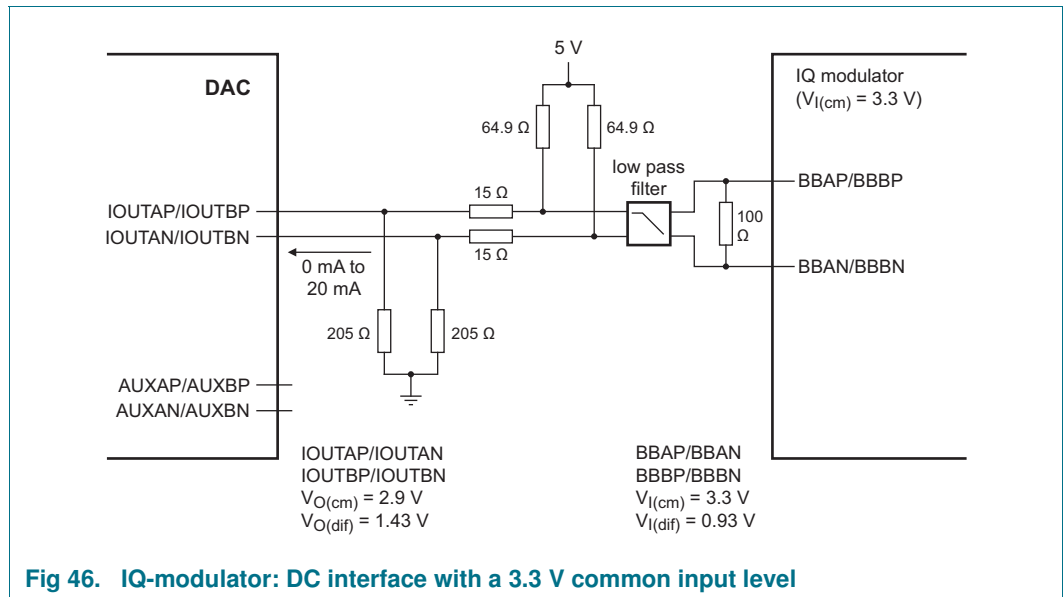 5 V
DAC
IQ modulator
(VI(cm) = 3.3 V)
64.9 Ω
64.9 Ω
low pass
filter
15 Ω
BBAP/BBBP
IOUTAP/IOUTBP
100
Ω
IOUTAN/IOUTBN
15 Ω
BBAN/BBBN
0 mA to
20 mA
205 Ω
205 Ω
AUXAP/AUXBP
AUXAN/AUXBN
IOUTAP/IOUTAN
IOUTBP/IOUTBN
VO(cm) = 2.9 V
VO(dif) = 1.43 V
BBAP/BBAN
BBBP/BBBN
VI(cm) = 3.3 V
VI(dif) = 0.93 V
Fig 46. IQ-modulator: DC interface with a 3.3 V common input level